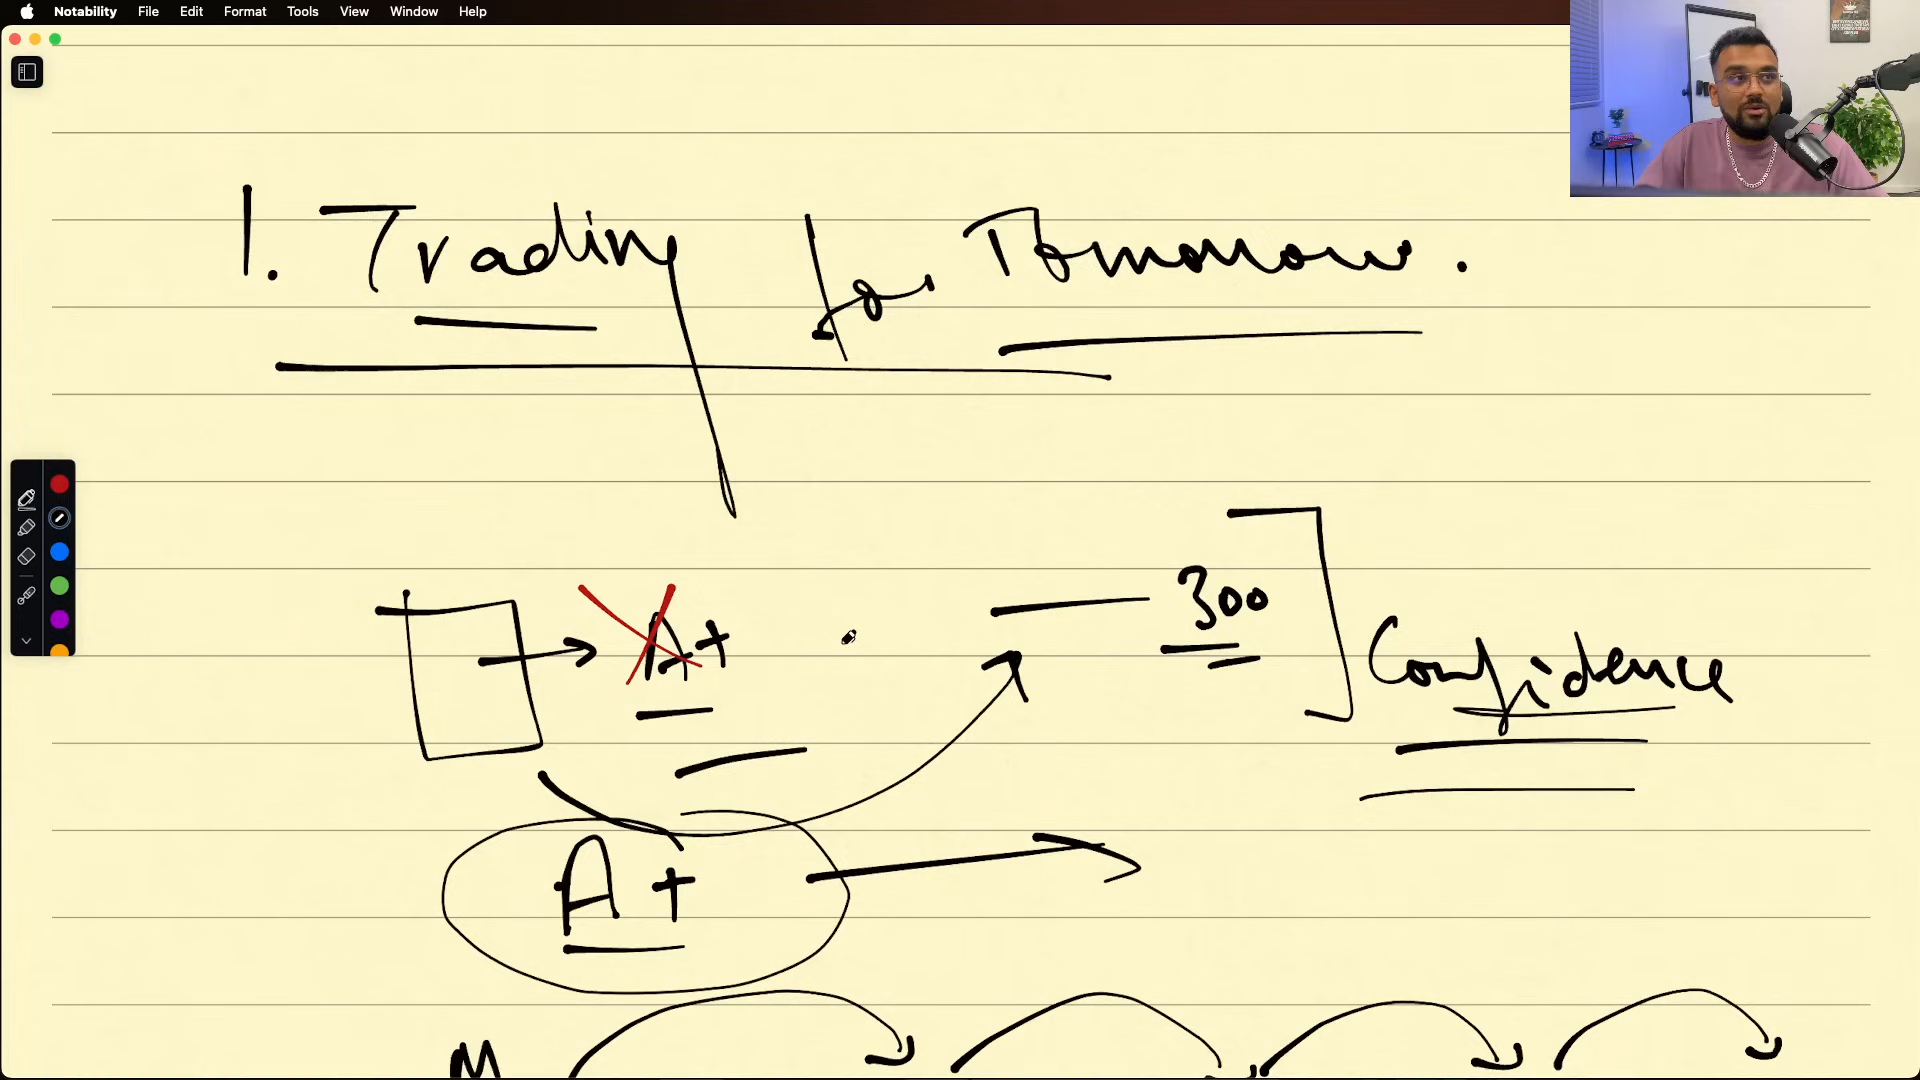 Notability File Edit Format Tools View Window Help
1. Trading for Tomorrow.
A+ 300
Confidence
A+
M